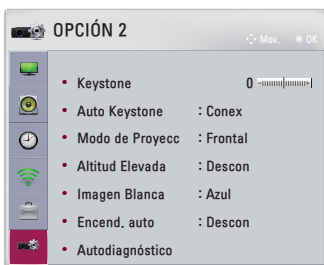 OPCIÓN 2
Mov. OK
• Keystone 0
• Auto Keystone : Conex
• Modo de Proyecc : Frontal
• Altitud Elevada : Descon
• Imagen Blanca : Azul
• Encend. auto : Descon
• Autodiagnóstico